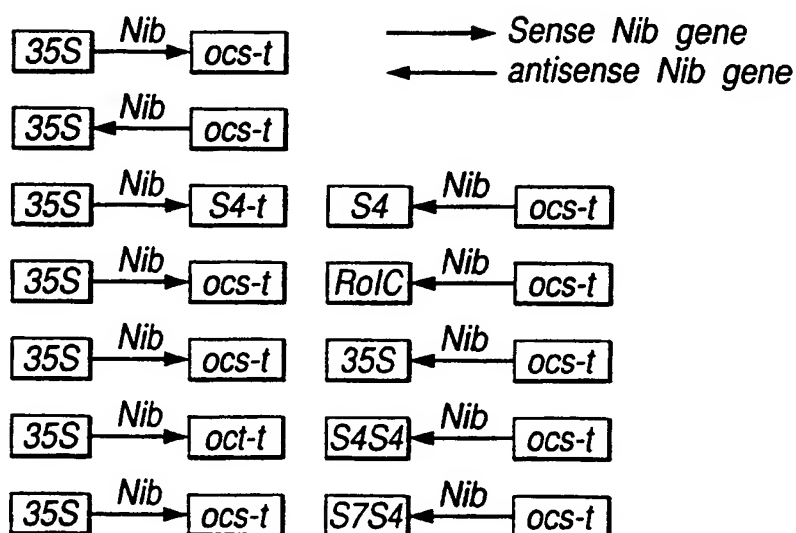 35S Nib ocs-t → Sense Nib gene
← antisense Nib gene
35S Nib ocs-t
35S Nib S4-t S4 Nib ocs-t
35S Nib ocs-t RolC Nib ocs-t
35S Nib ocs-t 35S Nib ocs-t
35S Nib oct-t S4S4 Nib ocs-t
35S Nib ocs-t S7S4 Nib ocs-t